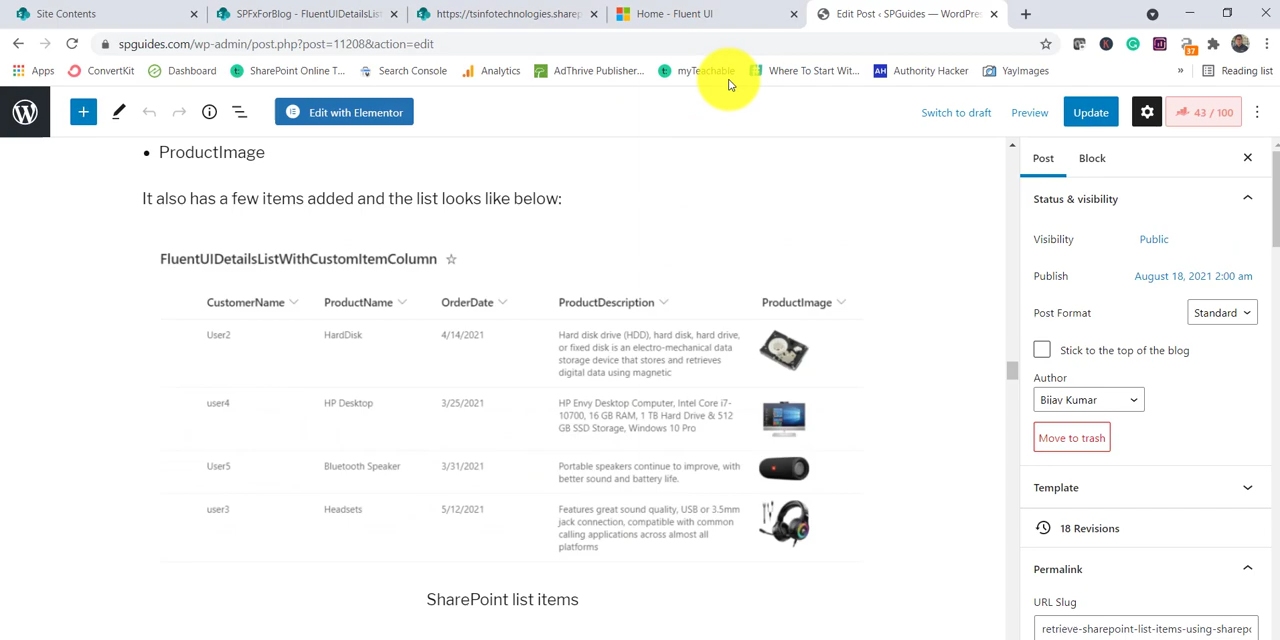 Site Contents
SPFxForBlog - FluentUIDetailsList
https://tsinfotechnologies.sharep
Home - Fluent UI
Edit Post ‹ SPGuides — WordPres
spguides.com/wp-admin/post.php?post=11208&action=edit
37
Apps
ConvertKit
Dashboard
SharePoint Online T...
Search Console
Analytics
AdThrive Publisher...
myTeachable
Where To Start Wit...
AH Authority Hacker
YayImages
»
Reading list
Edit with Elementor
Switch to draft
Preview
Update
43 / 100
• ProductImage
It also has a few items added and the list looks like below:
FluentUIDetailsListWithCustomItemColumn
CustomerName ProductName OrderDate ProductDescription ProductImage
User2
HardDisk
4/14/2021
Hard disk drive (HDD), hard disk, hard drive,
or fixed disk is an electro-mechanical data
storage device that stores and retrieves
digital data using magnetic
user4
HP Desktop
3/25/2021
HP Envy Desktop Computer, Intel Core i7-
10700, 16 GB RAM, 1 TB Hard Drive & 512
GB SSD Storage, Windows 10 Pro
User5
Bluetooth Speaker
3/31/2021
Portable speakers continue to improve, with
better sound and battery life.
user3
Headsets
5/12/2021
Features great sound quality, USB or 3.5mm
jack connection, compatible with common
calling applications across almost all
platforms
SharePoint list items
Post
Block
Status & visibility
Visibility
Public
Publish
August 18, 2021 2:00 am
Post Format
Standard
Stick to the top of the blog
Author
Bijay Kumar
Move to trash
Template
18 Revisions
Permalink
URL Slug
retrieve-sharepoint-list-items-using-sharepo